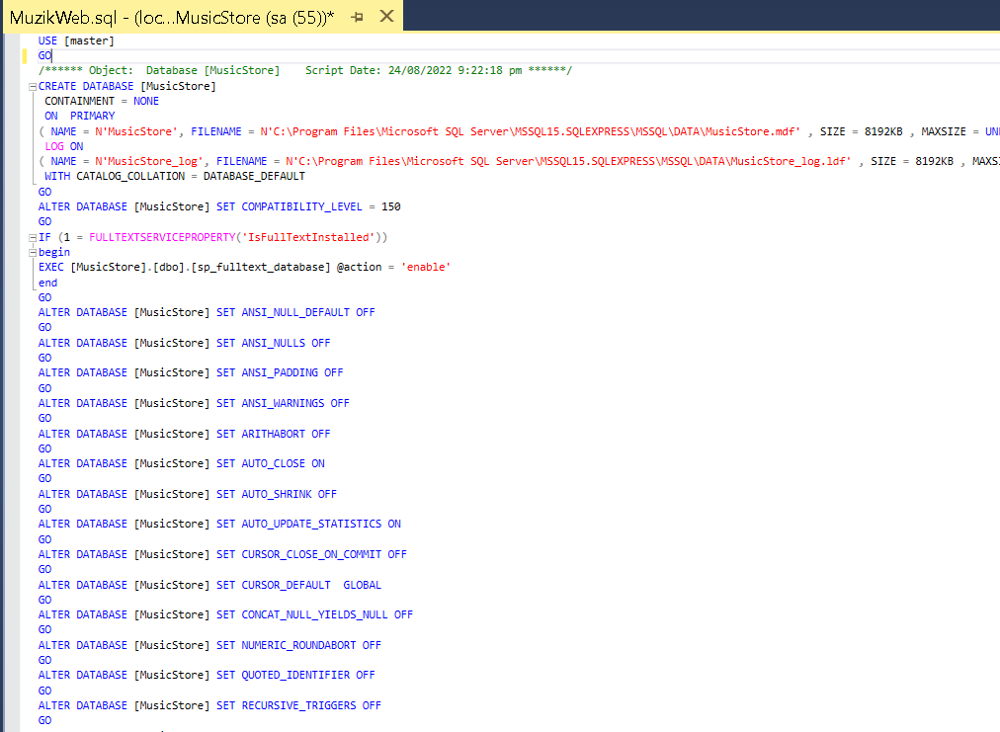 MuzikWeb.sql - (loc...MusicStore (sa (55))*
USE [master]
GO
/****** Object:  Database [MusicStore]    Script Date: 24/08/2022 9:22:18 pm ******/
CREATE DATABASE [MusicStore]
 CONTAINMENT = NONE
 ON  PRIMARY
( NAME = N'MusicStore', FILENAME = N'C:\Program Files\Microsoft SQL Server\MSSQL15.SQLEXPRESS\MSSQL\DATA\MusicStore.mdf' , SIZE = 8192KB , MAXSIZE = UN
 LOG ON
( NAME = N'MusicStore_log', FILENAME = N'C:\Program Files\Microsoft SQL Server\MSSQL15.SQLEXPRESS\MSSQL\DATA\MusicStore_log.ldf' , SIZE = 8192KB , MAXS
 WITH CATALOG_COLLATION = DATABASE_DEFAULT
GO
ALTER DATABASE [MusicStore] SET COMPATIBILITY_LEVEL = 150
GO
IF (1 = FULLTEXTSERVICEPROPERTY('IsFullTextInstalled'))
begin
EXEC [MusicStore].[dbo].[sp_fulltext_database] @action = 'enable'
end
GO
ALTER DATABASE [MusicStore] SET ANSI_NULL_DEFAULT OFF
GO
ALTER DATABASE [MusicStore] SET ANSI_NULLS OFF
GO
ALTER DATABASE [MusicStore] SET ANSI_PADDING OFF
GO
ALTER DATABASE [MusicStore] SET ANSI_WARNINGS OFF
GO
ALTER DATABASE [MusicStore] SET ARITHABORT OFF
GO
ALTER DATABASE [MusicStore] SET AUTO_CLOSE ON
GO
ALTER DATABASE [MusicStore] SET AUTO_SHRINK OFF
GO
ALTER DATABASE [MusicStore] SET AUTO_UPDATE_STATISTICS ON
GO
ALTER DATABASE [MusicStore] SET CURSOR_CLOSE_ON_COMMIT OFF
GO
ALTER DATABASE [MusicStore] SET CURSOR_DEFAULT  GLOBAL
GO
ALTER DATABASE [MusicStore] SET CONCAT_NULL_YIELDS_NULL OFF
GO
ALTER DATABASE [MusicStore] SET NUMERIC_ROUNDABORT OFF
GO
ALTER DATABASE [MusicStore] SET QUOTED_IDENTIFIER OFF
GO
ALTER DATABASE [MusicStore] SET RECURSIVE_TRIGGERS OFF
GO